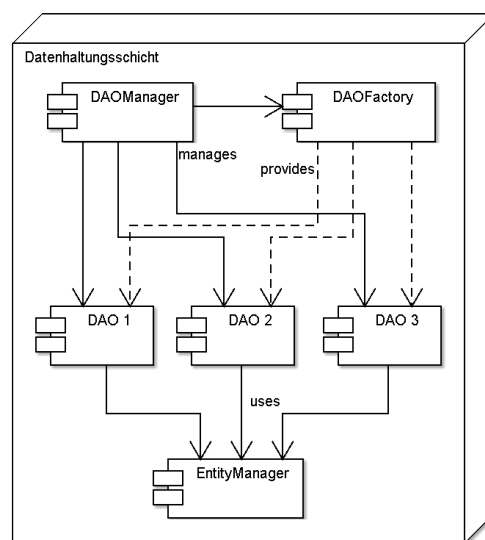 Datenhaltungsschicht
DAOManager
DAOFactory
manages
provides
DAO 1
DAO 2
DAO 3
uses
EntityManager